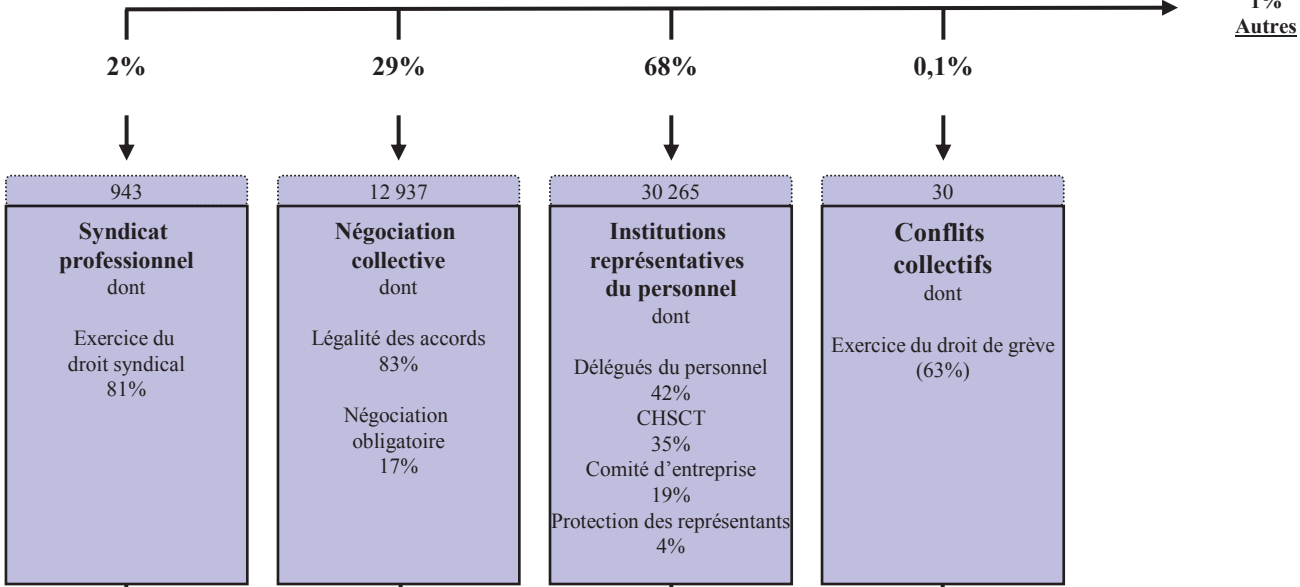 1%
Autres
2%
29%
68%
0,1%
943
Syndicat
professionnel
dont
Exercice du
droit syndical
81%
12 937
Négociation
collective
dont
Légalité des accords
83%
Négociation
obligatoire
17%
30 265
Institutions
représentatives
du personnel
dont
Délégués du personnel
42%
CHSCT
35%
Comité d’entreprise
19%
Protection des représentants
4%
30
Conflits
collectifs
dont
Exercice du droit de grève
(63%)